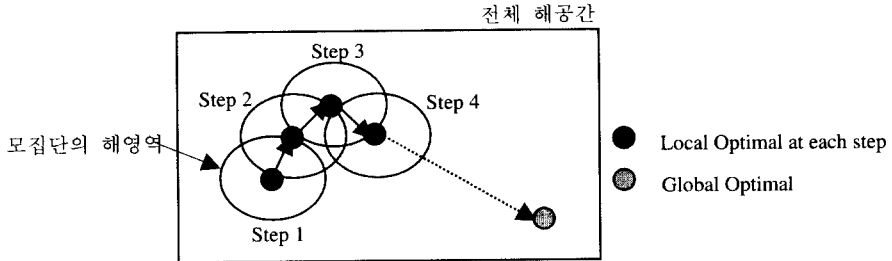 전체 해공간
Step 3
Step 2
Step 4
모집단의 해영역
Step 1
Local Optimal at each step
Global Optimal